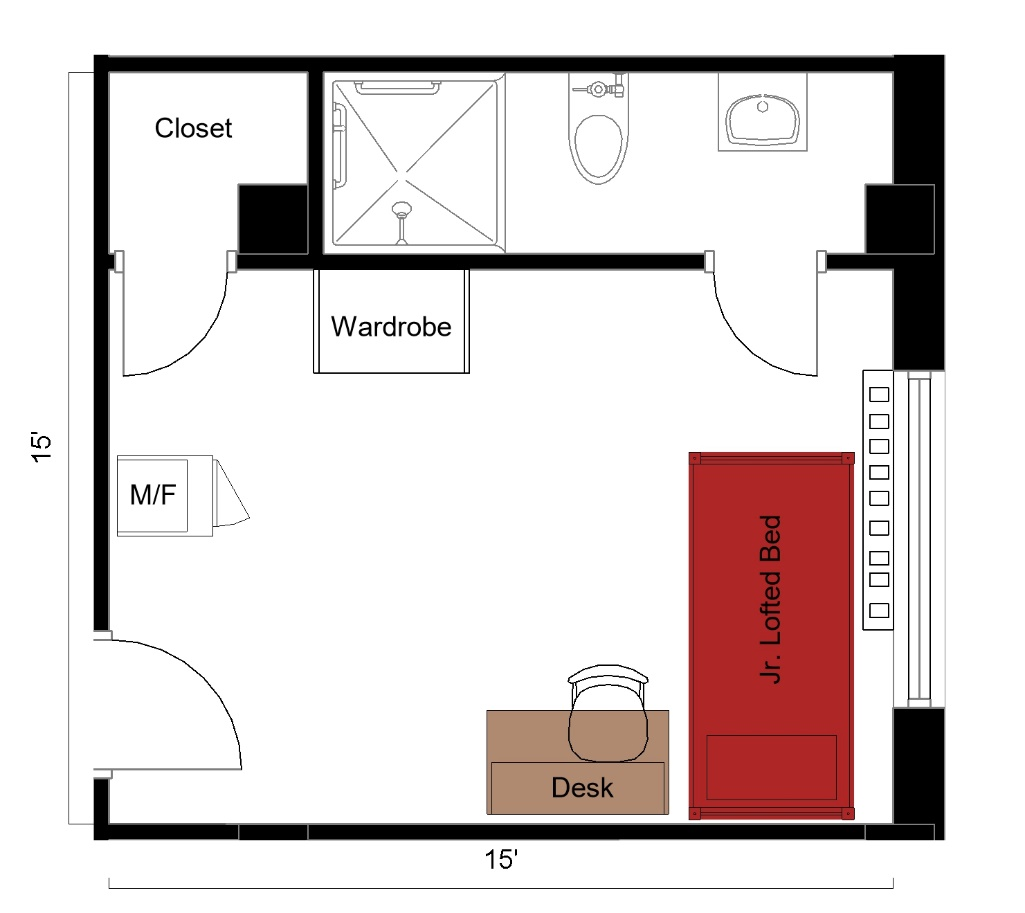 Closet
Wardrobe
15'
M/F
Jr. Lofted Bed
Desk
15'